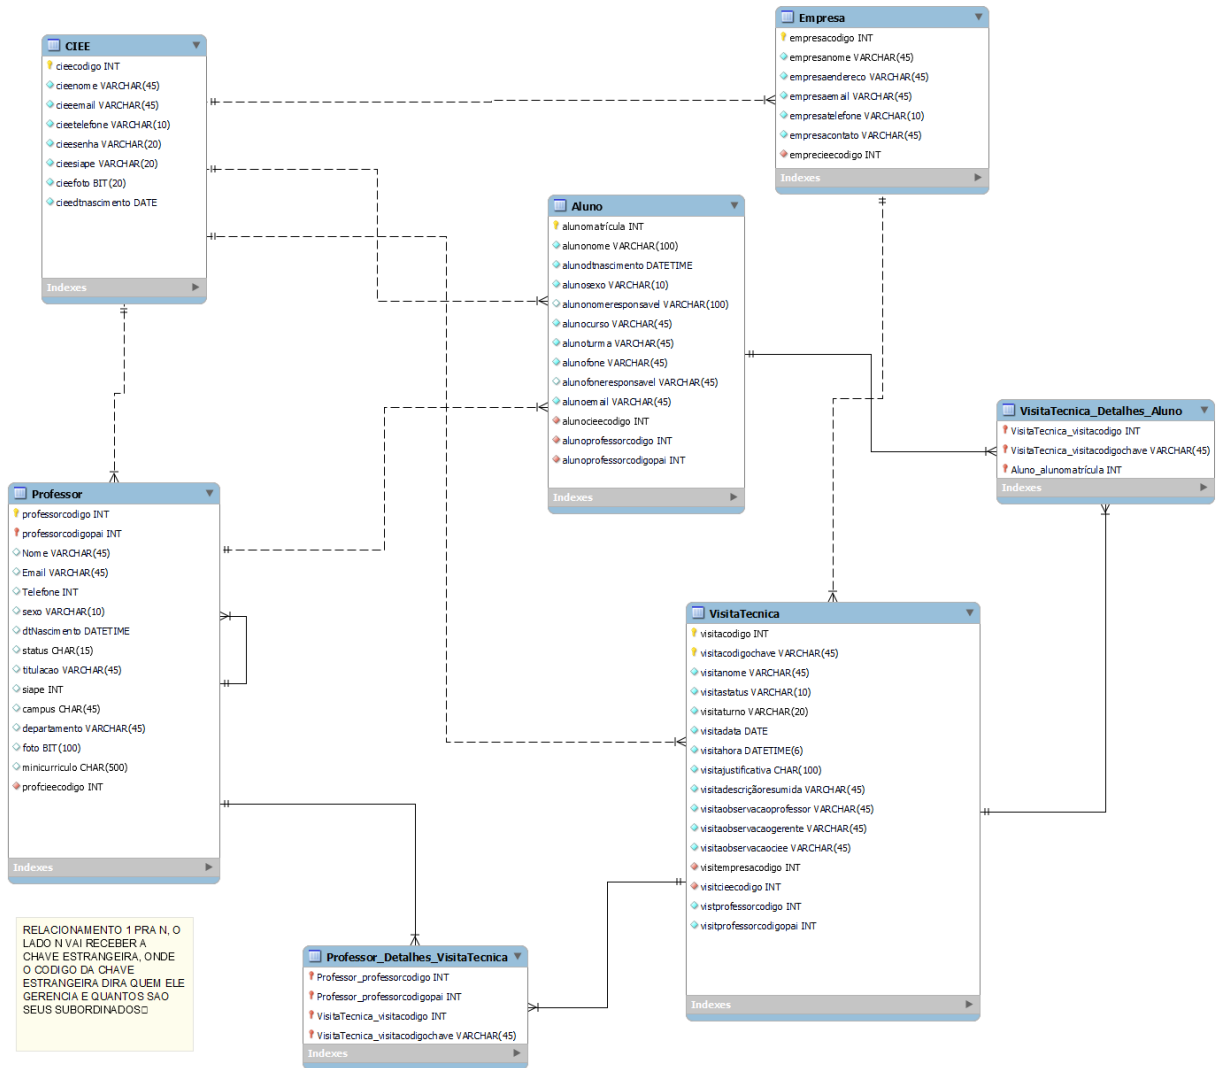 CIEE
cieecodigo INT
cieenome VARCHAR(45)
cieeemail VARCHAR(45)
cieetelefone VARCHAR(10)
cieesenha VARCHAR(20)
cieesiape VARCHAR(20)
cieefoto BIT(20)
cieedtnascimento DATE
Indexes
Empresa
empresacodigo INT
empresanome VARCHAR(45)
empresaendereco VARCHAR(45)
empresaemail VARCHAR(45)
empresatelefone VARCHAR(10)
empresacontato VARCHAR(45)
emprecieecodigo INT
Indexes
Aluno
alunomatrícula INT
alunonome VARCHAR(100)
alunodtnascimento DATETIME
alunosexo VARCHAR(10)
alunonomeresponsavel VARCHAR(100)
alunocurso VARCHAR(45)
alunoturma VARCHAR(45)
alunofone VARCHAR(45)
alunofoneresponsavel VARCHAR(45)
alunoemail VARCHAR(45)
alunocieecodigo INT
alunoprofessorcodigo INT
alunoprofessorcodigopai INT
Indexes
VisitaTecnica_Detalhes_Aluno
VisitaTecnica_visitacodigo INT
VisitaTecnica_visitacodigochave VARCHAR(45)
Aluno_alunomatrícula INT
Indexes
Professor
professorcodigo INT
professorcodigopai INT
Nome VARCHAR(45)
Email VARCHAR(45)
Telefone INT
sexo VARCHAR(10)
dtNascimento DATETIME
status CHAR(15)
titulacao VARCHAR(45)
siape INT
campus CHAR(45)
departamento VARCHAR(45)
foto BIT(100)
minicurriculo CHAR(500)
profcieecodigo INT
Indexes
VisitaTecnica
visitacodigo INT
visitacodigochave VARCHAR(45)
visitanome VARCHAR(45)
visitastatus VARCHAR(10)
visitaturno VARCHAR(20)
visitadata DATE
visitahora DATETIME(6)
visitajustificativa CHAR(100)
visitadescriçãoresumida VARCHAR(45)
visitaobservacaoprofessor VARCHAR(45)
visitaobservacaogerente VARCHAR(45)
visitaobservacaociee VARCHAR(45)
visitempresacodigo INT
visitcieecodigo INT
vistprofessorcodigo INT
visitprofessorcodigopai INT
Indexes
RELACIONAMENTO 1 PRA N, O
LADO N VAI RECEBER A
CHAVE ESTRANGEIRA, ONDE
O CODIGO DA CHAVE
ESTRANGEIRA DIRA QUEM ELE
GERENCIA E QUANTOS SAO
SEUS SUBORDINADOS
Professor_Detalhes_VisitaTecnica
Professor_professorcodigo INT
Professor_professorcodigopai INT
VisitaTecnica_visitacodigo INT
VisitaTecnica_visitacodigochave VARCHAR(45)
Indexes